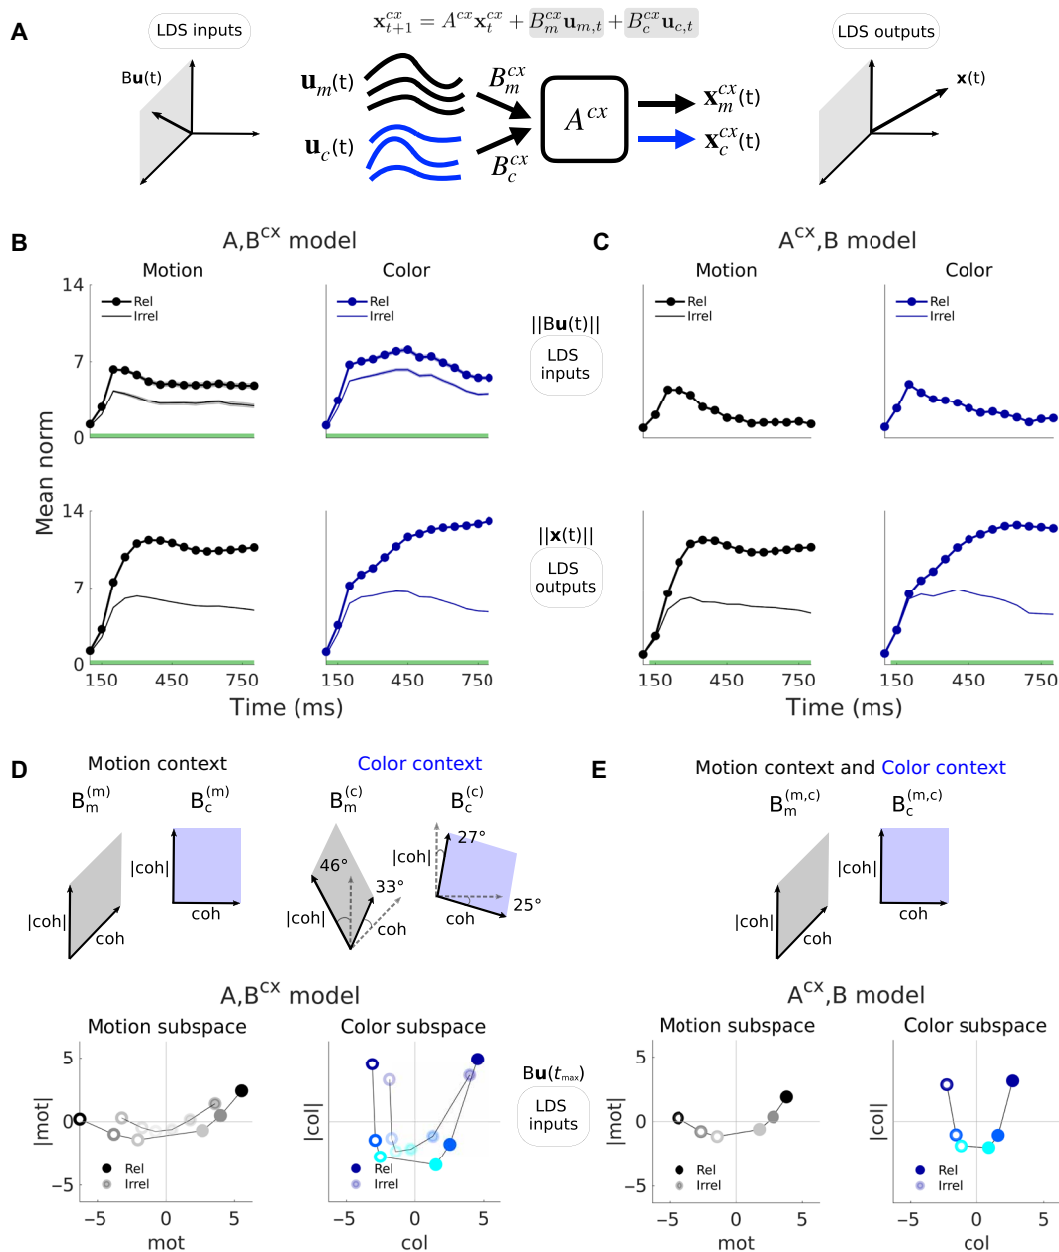 A
LDS inputs
Bu(t)
x^{cx}_{t+1} = A^{cx}x^{cx}_t + B^{cx}_m u_{m,t} + B^{cx}_c u_{c,t}
u_m(t)
B^{cx}_m
u_c(t)
B^{cx}_c
A^{cx}
x^{cx}_m(t)
x^{cx}_c(t)
LDS outputs
x(t)
B
A,B^{cx} model
Motion
Color
14
7
0
Rel
Irrel
Rel
Irrel
||Bu(t)||
LDS
inputs
Mean norm
14
7
0
150 450 750
150 450 750
Time (ms)
||x(t)||
LDS
outputs
C
A^{cx},B model
Motion
Color
Rel
Irrel
Rel
Irrel
150 450 750
150 450 750
Time (ms)
D
Motion context
B^{(m)}_m
B^{(m)}_c
|coh|
coh
|coh|
coh
Color context
B^{(c)}_m
B^{(c)}_c
46°
33°
|coh|
coh
27°
|coh|
25°
coh
A,B^{cx} model
Motion subspace
Color subspace
5
0
−5
|mot|
Rel
Irrel
−5 0 5
mot
|col|
Rel
Irrel
−5 0 5
col
Bu(t_{max})
LDS
inputs
E
Motion context and Color context
B^{(m,c)}_m
B^{(m,c)}_c
|coh|
coh
|coh|
coh
A^{cx},B model
Motion subspace
Color subspace
5
0
−5
|mot|
Rel
Irrel
−5 0 5
mot
|col|
Rel
Irrel
−5 0 5
col